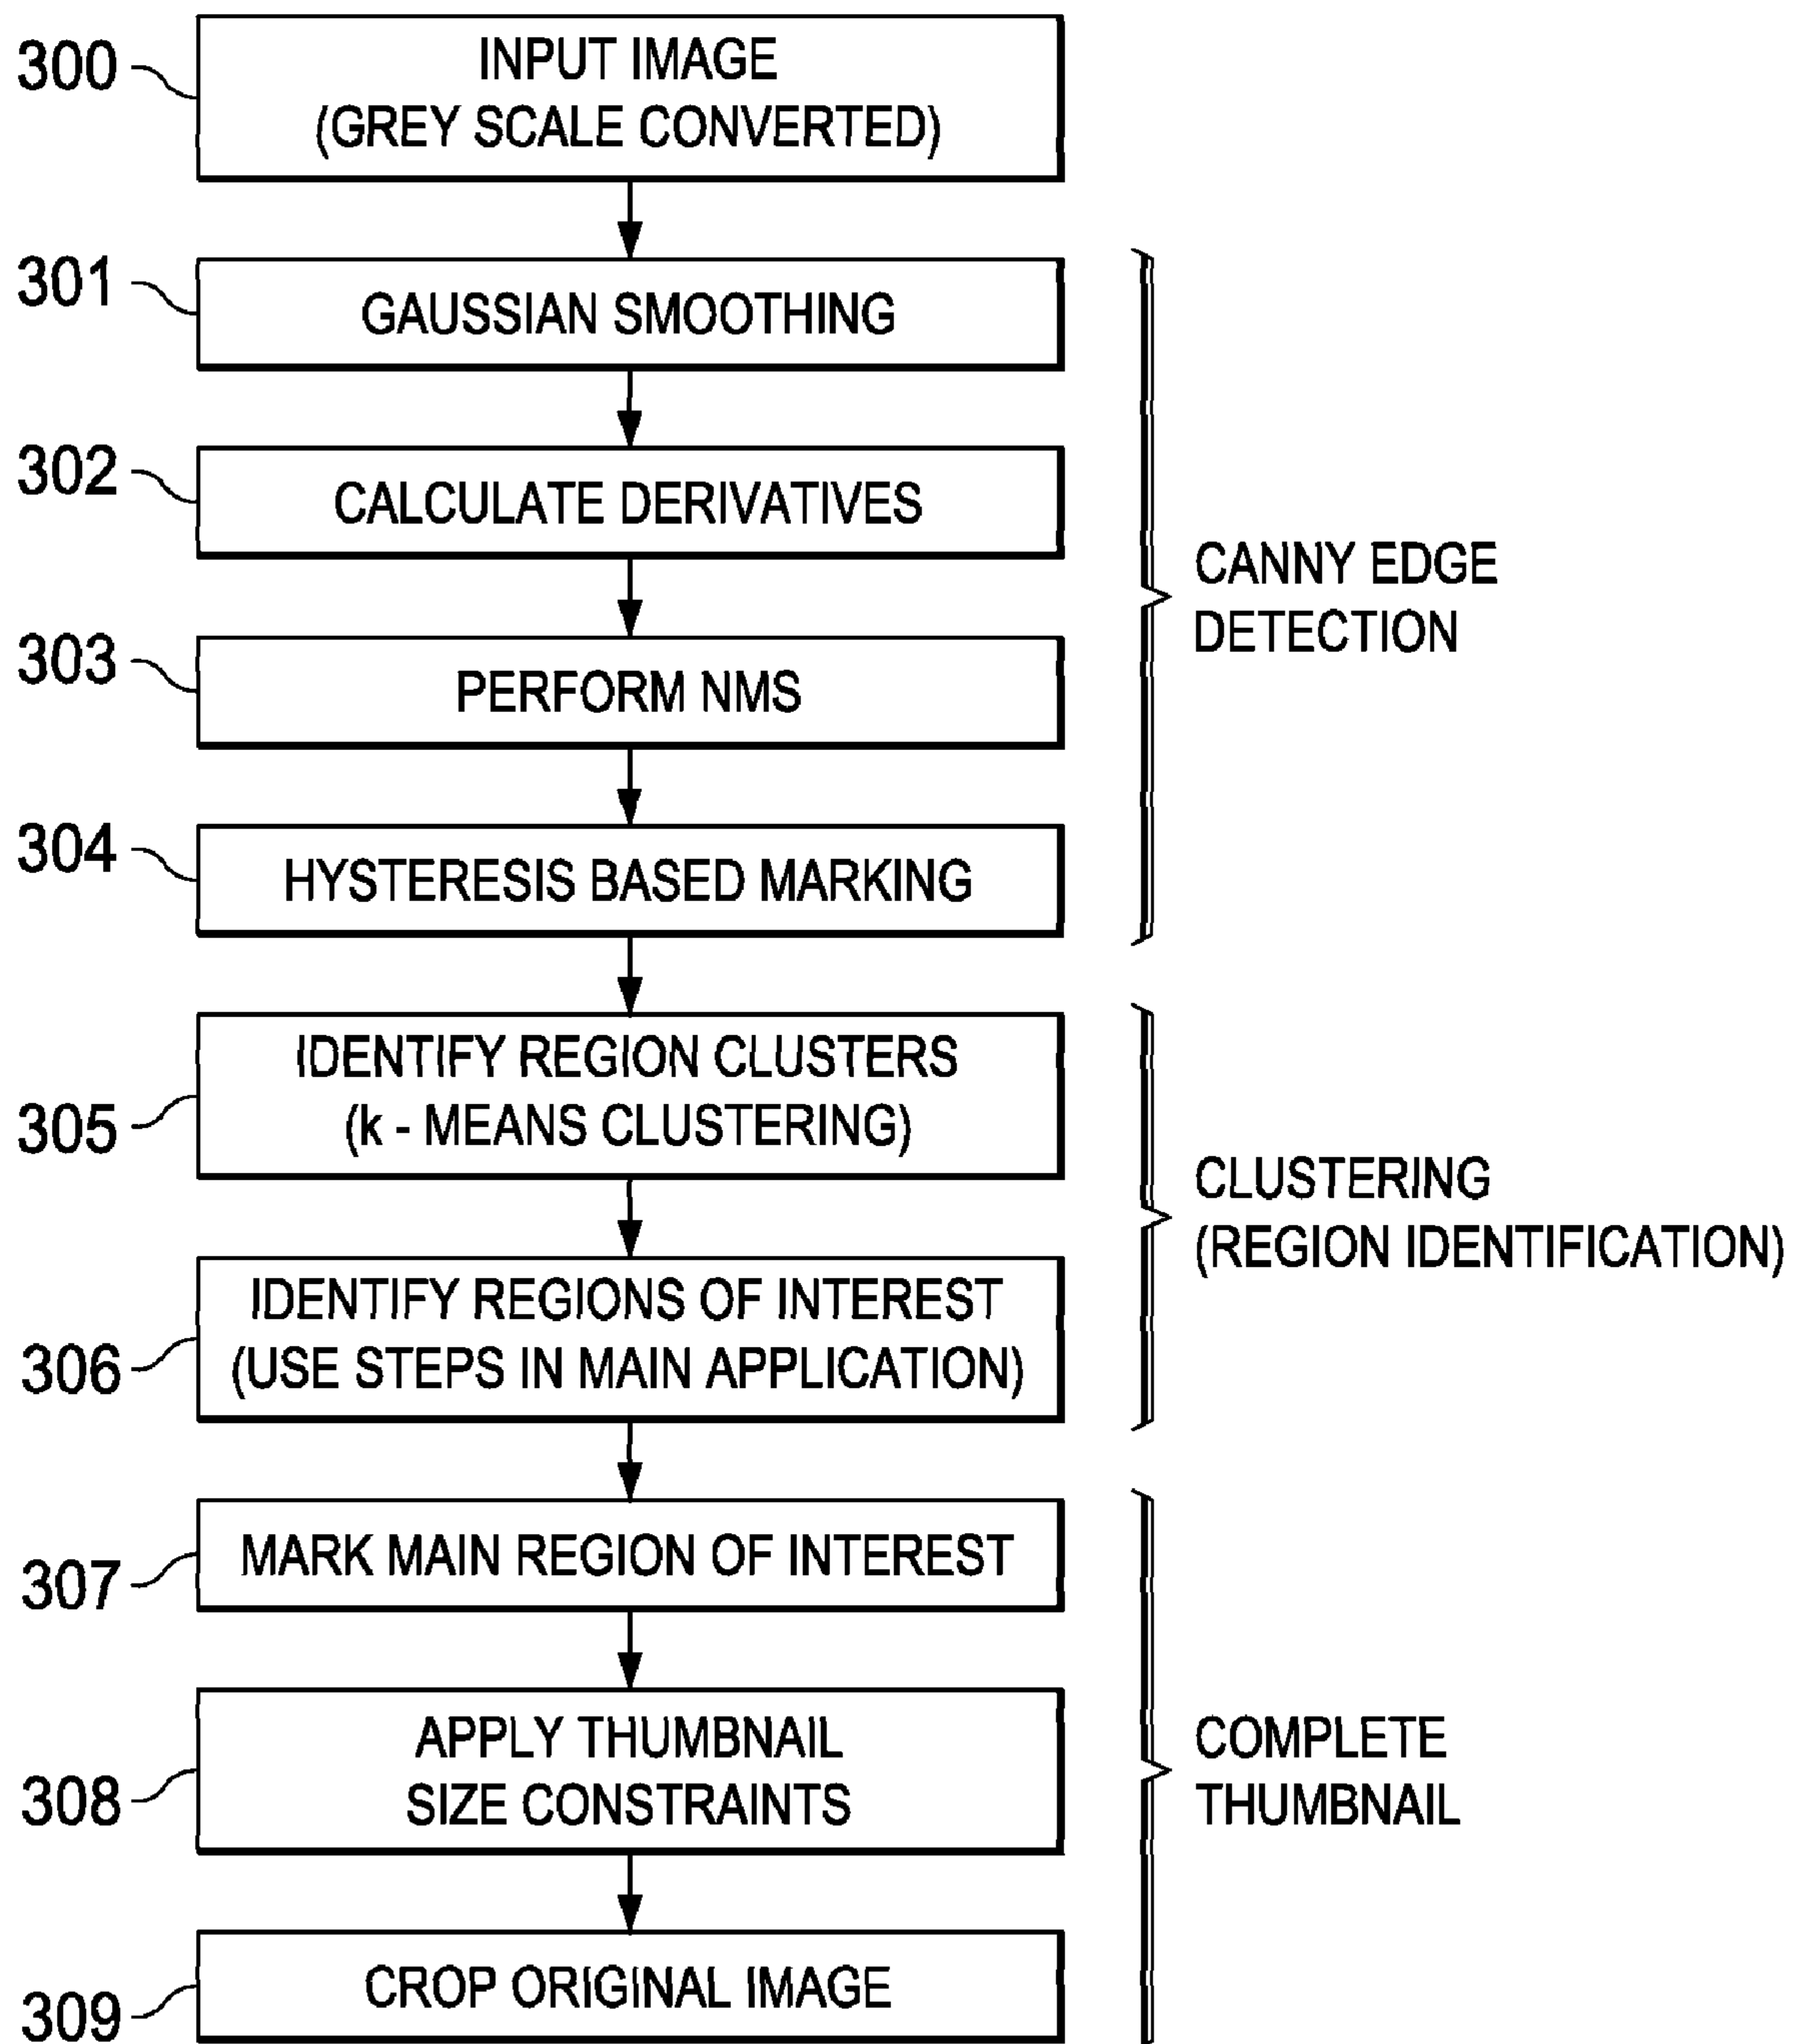 300
INPUT IMAGE
(GREY SCALE CONVERTED)
301
GAUSSIAN SMOOTHING
302
CALCULATE DERIVATIVES
303
PERFORM NMS
304
HYSTERESIS BASED MARKING
CANNY EDGE
DETECTION
305
IDENTIFY REGION CLUSTERS
(k - MEANS CLUSTERING)
306
IDENTIFY REGIONS OF INTEREST
(USE STEPS IN MAIN APPLICATION)
CLUSTERING
(REGION IDENTIFICATION)
307
MARK MAIN REGION OF INTEREST
308
APPLY THUMBNAIL
SIZE CONSTRAINTS
309
CROP ORIGINAL IMAGE
COMPLETE
THUMBNAIL